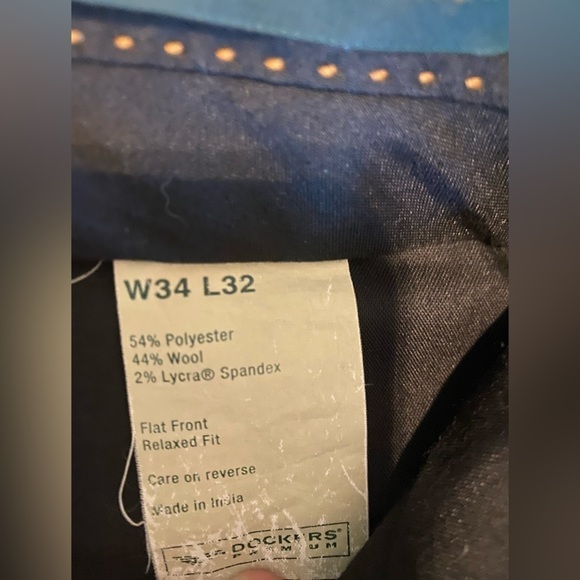 W34 L32
54% Polyester
44% Wool
2% Lycra® Spandex
Flat Front
Relaxed Fit
Care on reverse
Made in India
DOCKERS®
PREMIUM